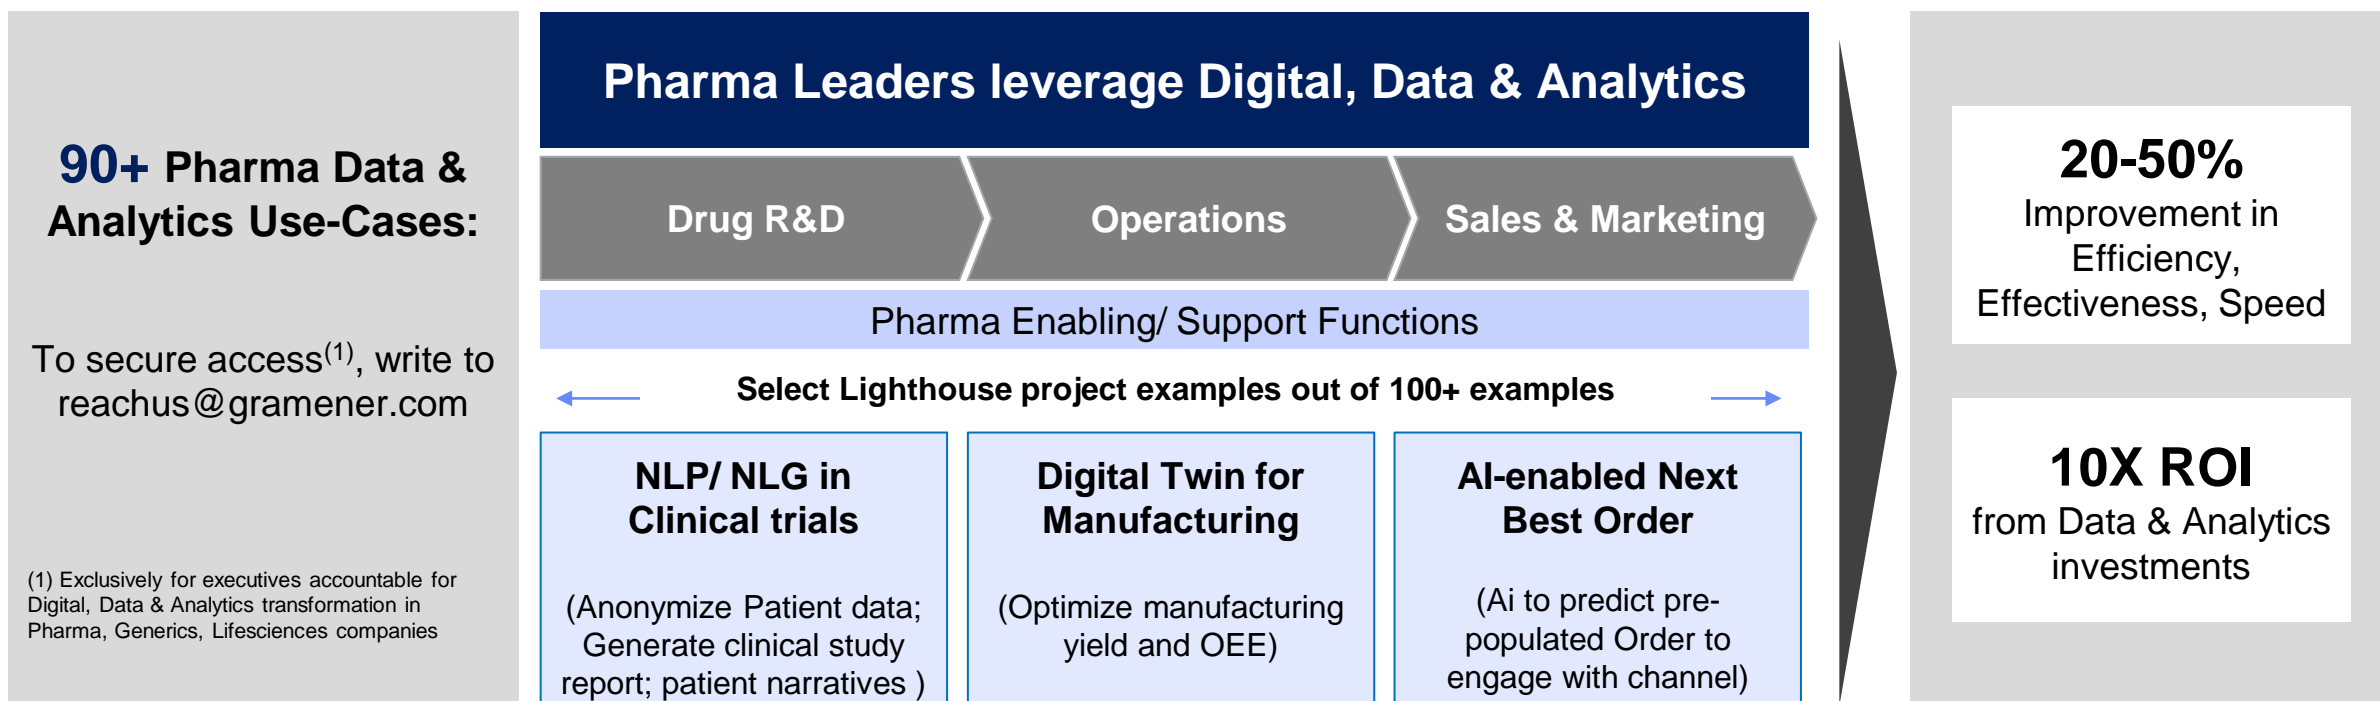 90+ Pharma Data &
Analytics Use-Cases:
To secure access(1), write to
reachus@gramener.com
(1) Exclusively for executives accountable for
Digital, Data & Analytics transformation in
Pharma, Generics, Lifesciences companies
Pharma Leaders leverage Digital, Data & Analytics
Drug R&D
Operations
Sales & Marketing
Pharma Enabling/ Support Functions
Select Lighthouse project examples out of 100+ examples
NLP/ NLG in
Clinical trials
(Anonymize Patient data;
Generate clinical study
report; patient narratives )
Digital Twin for
Manufacturing
(Optimize manufacturing
yield and OEE)
AI-enabled Next
Best Order
(Ai to predict pre-
populated Order to
engage with channel)
20-50%
Improvement in
Efficiency,
Effectiveness, Speed
10X ROI
from Data & Analytics
investments